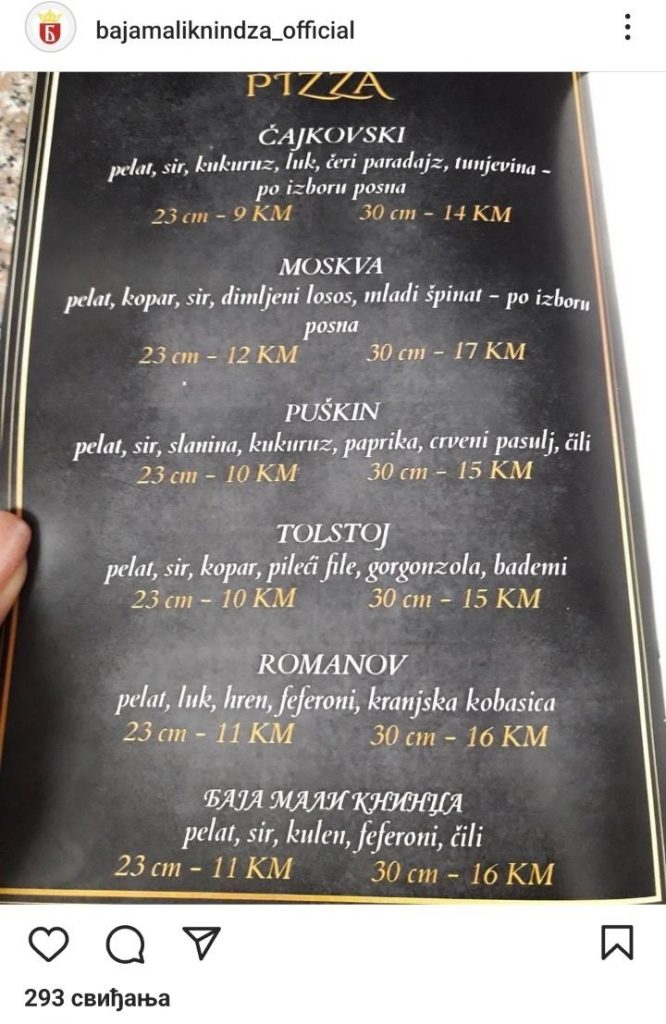 Б
bajamaliknindza_official
PIZZA
ČAJKOVSKI
pelat, sir, kukuruz, luk, čeri paradajz, tunjevina -
po izboru posna
23 cm - 9 KM 30 cm - 14 KM
MOSKVA
pelat, kopar, sir, dimljeni losos, mladi špinat - po izboru
posna
23 cm - 12 KM 30 cm - 17 KM
PUŠKIN
pelat, sir, slanina, kukuruz, paprika, crveni pasulj, čili
23 cm - 10 KM 30 cm - 15 KM
TOLSTOJ
pelat, sir, kopar, pileći file, gorgonzola, bademi
23 cm - 10 KM 30 cm - 15 KM
ROMANOV
pelat, luk, hren, feferoni, kranjska kobasica
23 cm - 11 KM 30 cm - 16 KM
БАЈА МАЛИ КНИНЏА
pelat, sir, kulen, feferoni, čili
23 cm - 11 KM 30 cm - 16 KM
293 свиђања